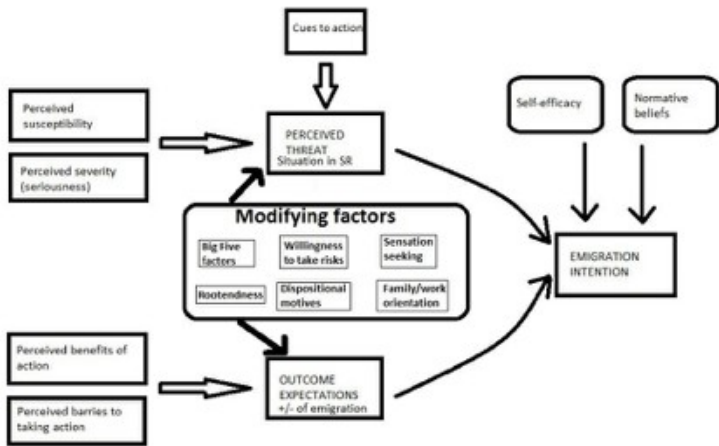 Cues to action
Perceived
susceptibility
Perceived severity
(seriousness)
PERCEIVED
THREAT
Situation in SR
Self-efficacy
Normative
beliefs
Modifying factors
Big Five
factors
Willingness
to take risks
Sensation
seeking
Rootendness
Dispositional
motives
Family/work
orientation
EMIGRATION
INTENTION
Perceived benefits of
action
Perceived barries to
taking action
OUTCOME
EXPECTATIONS
+/- of emigration